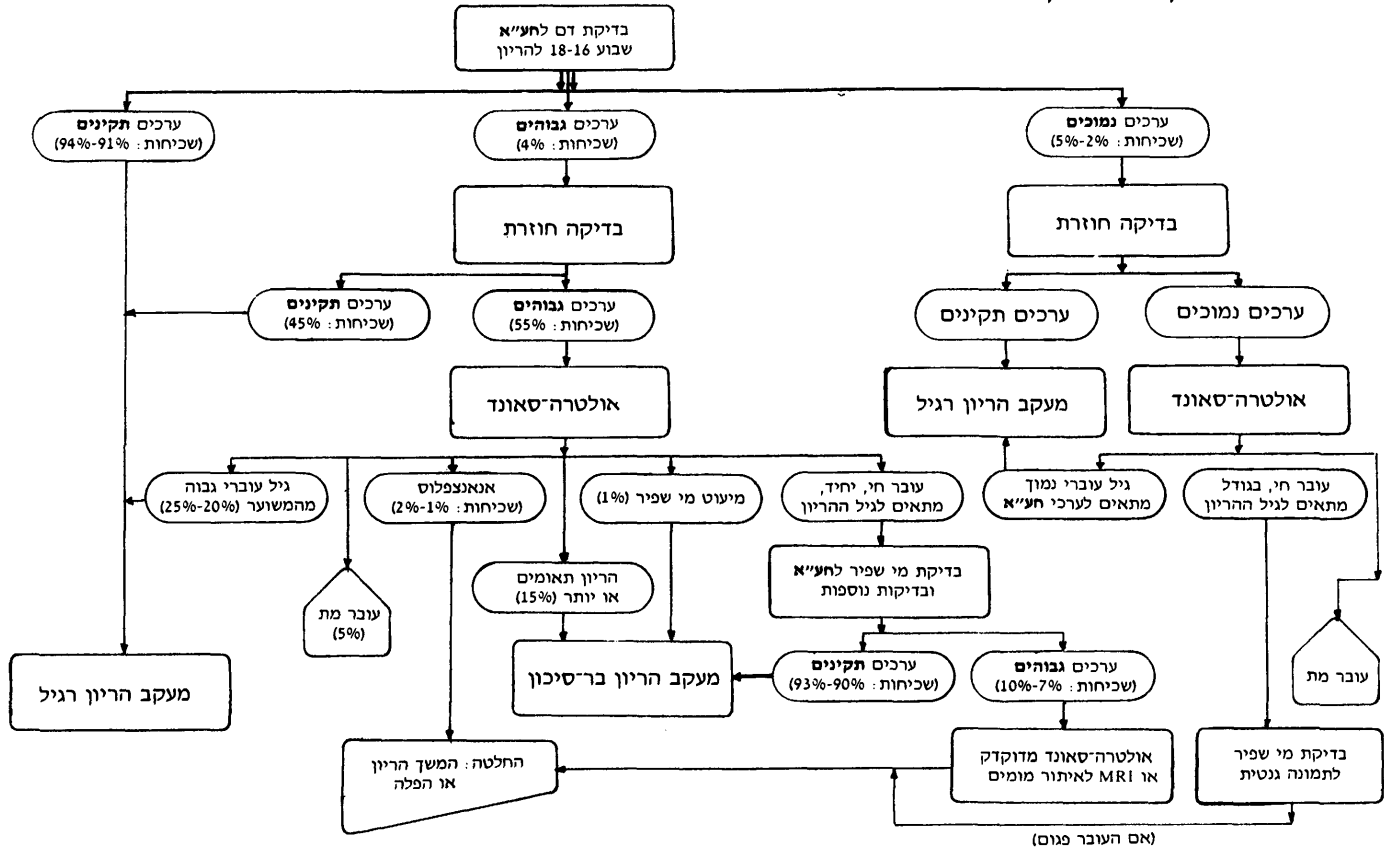 בדיקת דם לחע״א
שבוע 18-16 להריון
ערכים נמוכים
(שכיחות: 5%-2%)
ערכים גבוהים
(שכיחות: 4%)
ערכים תקינים
(שכיחות: 94%-91%)
בדיקה חוזרת
בדיקה חוזרת
ערכים נמוכים
ערכים תקינים
ערכים גבוהים
(שכיחות: 55%)
ערכים תקינים
(שכיחות: 45%)
אולטרה־סאונד
מעקב הריון רגיל
אולטרה־סאונד
עובר חי, בגודל
מתאים לגיל ההריון
גיל עוברי נמוך
מתאים לערכי חע״א
עובר חי, יחיד,
מתאים לגיל ההריון
מיעוט מי שפיר (1%)
אנאנצפלוס
(שכיחות: 2%-1%)
גיל עוברי גבוה
מהמשוער (25%-20%)
בדיקת מי שפיר לחע״א
ובדיקות נוספות
הריון תאומים
או יותר (15%)
עובר מת
(5%)
עובר מת
ערכים גבוהים
(שכיחות: 10%-7%)
ערכים תקינים
(שכיחות: 93%-90%)
מעקב הריון בר־סיכון
מעקב הריון רגיל
בדיקת מי שפיר
לתמונה גנטית
אולטרה־סאונד מדוקדק
או MRI לאיתור מומים
החלטה: המשך הריון
או הפלה
(אם העובר פגום)